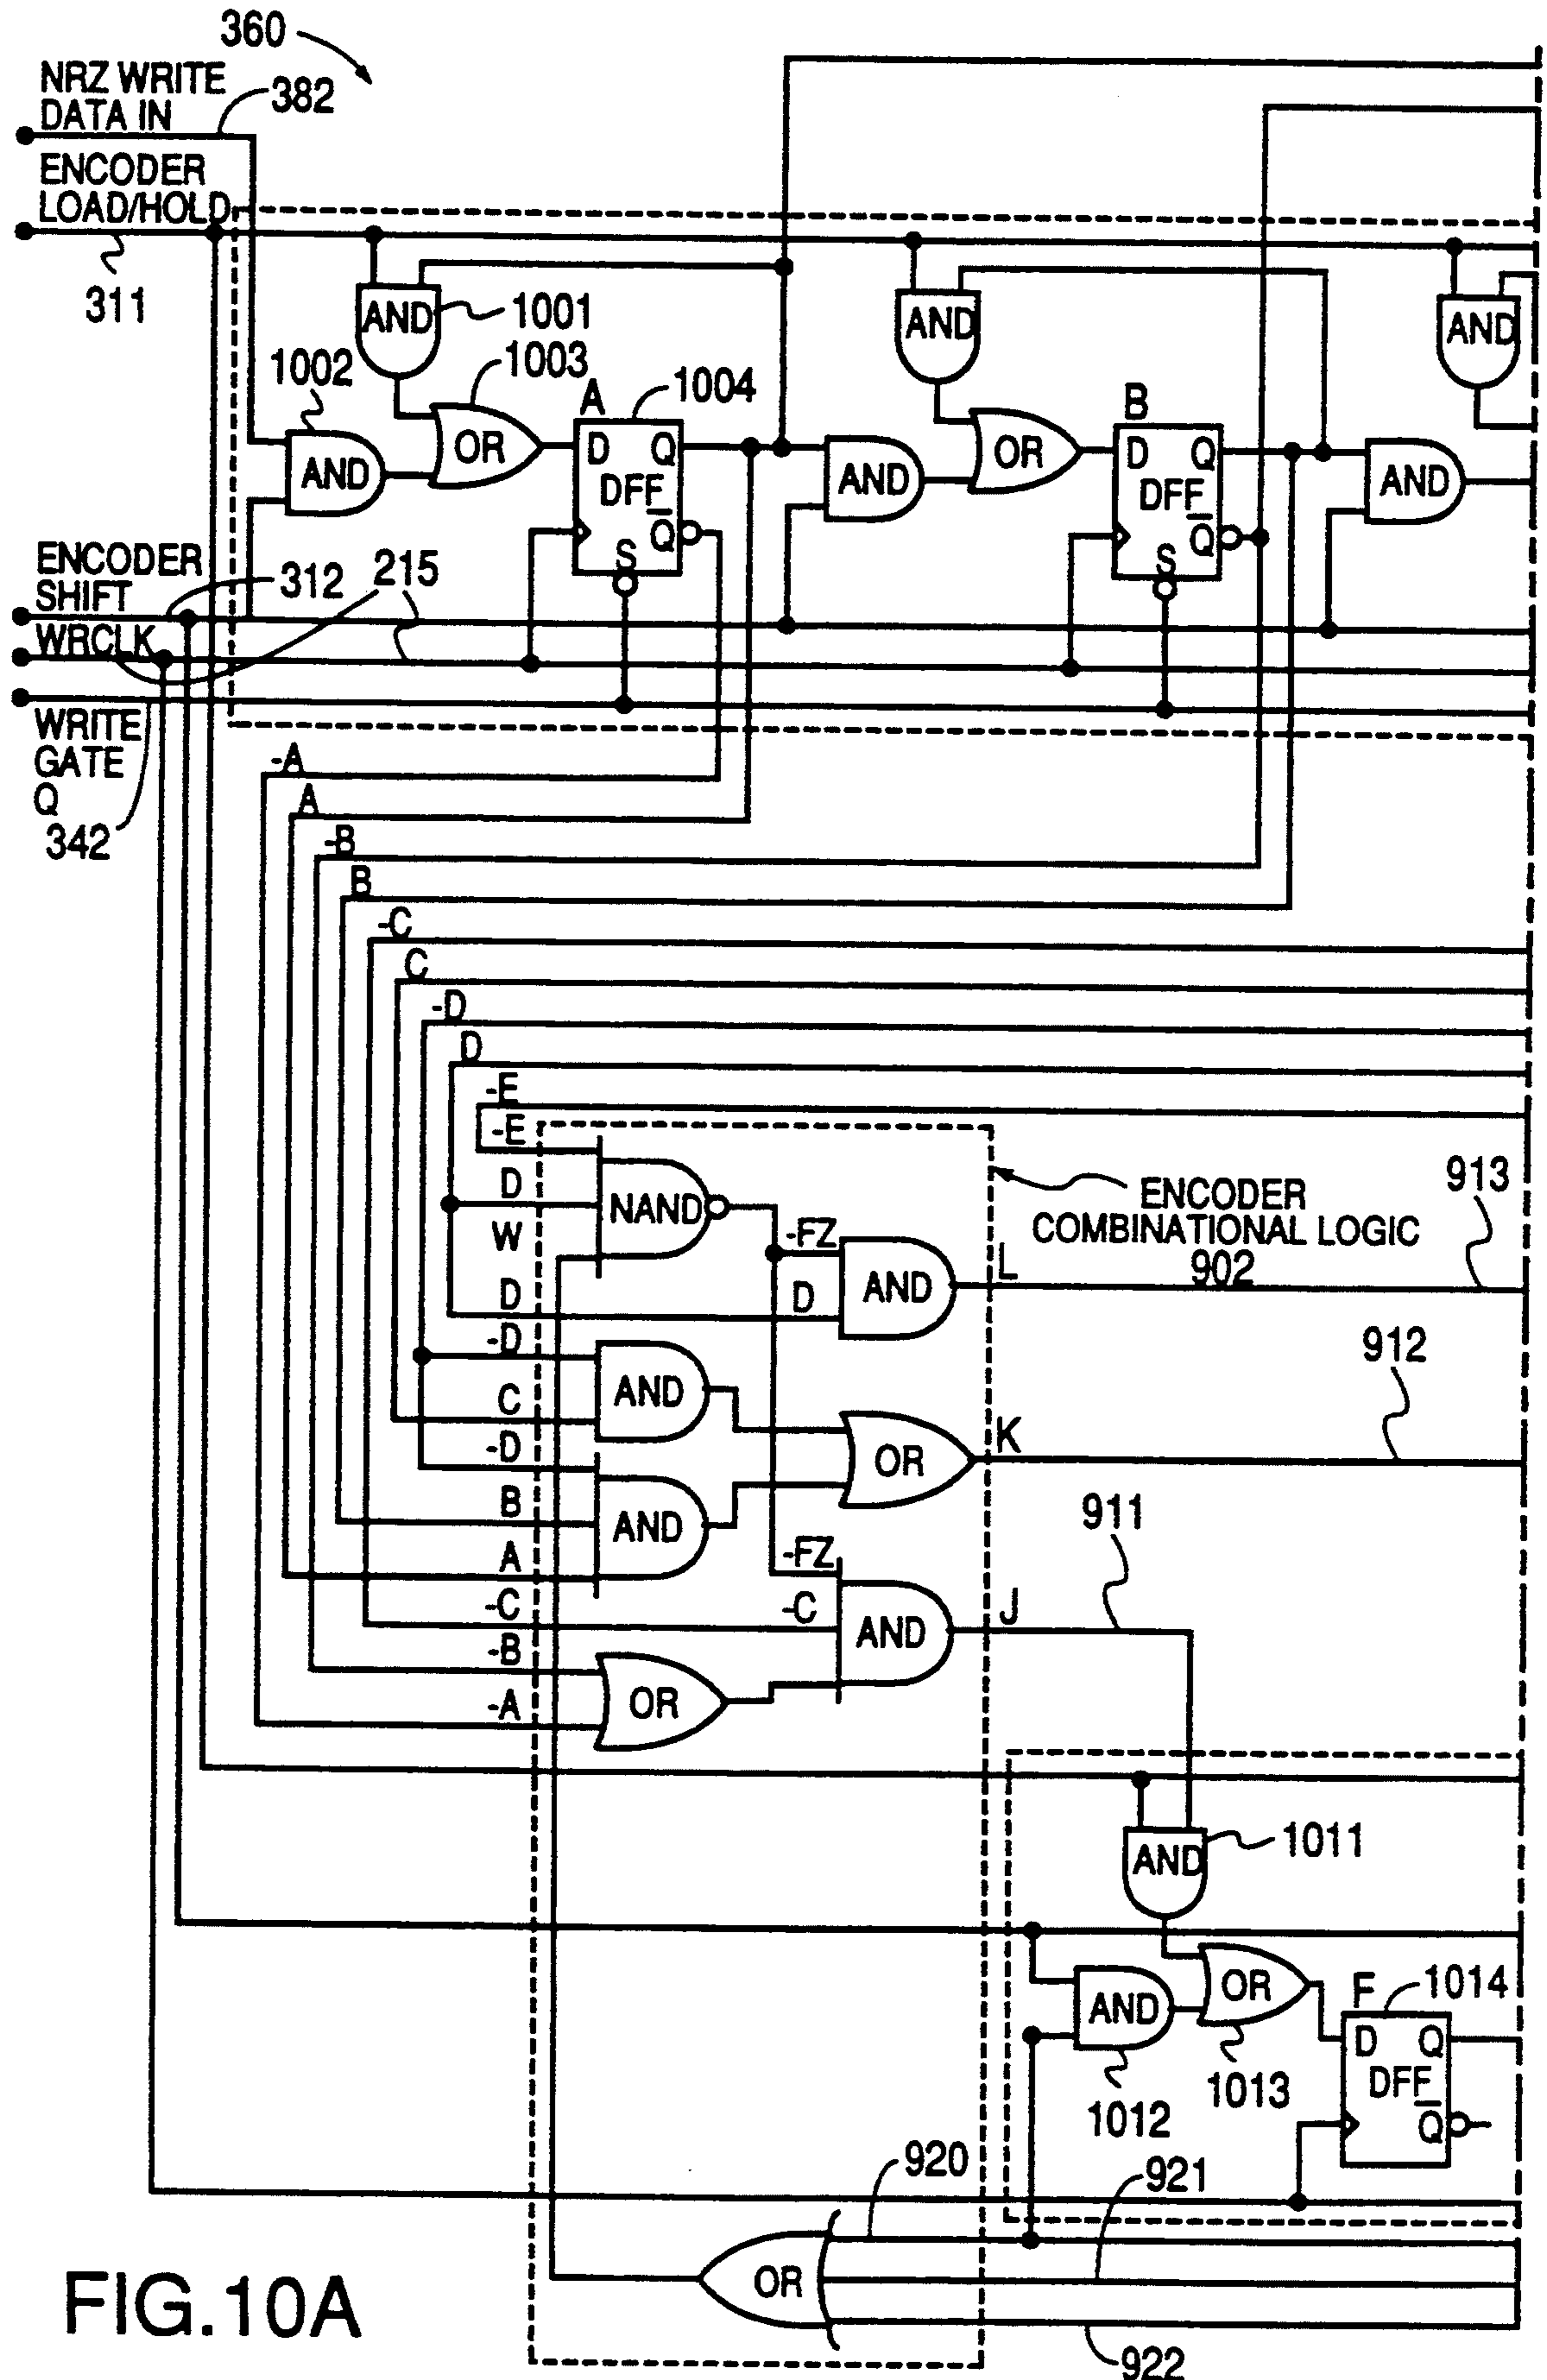 360
NRZ WRITE
DATA IN
382
ENCODER
LOAD/HOLD
311
AND
1001
AND
AND
1002
1003
A
1004
B
AND
OR
D
Q
DFF
Q
S
AND
OR
D
Q
DFF
Q
S
AND
ENCODER
SHIFT
312
215
WRCLK
WRITE
GATE
Q
342
-A
A
-B
B
-C
C
-D
D
-E
-E
D
W
NAND
-FZ
ENCODER
COMBINATIONAL LOGIC
902
913
D
D
AND
L
-D
C
AND
912
-D
B
A
AND
OR
K
-FZ
911
-C
-C
AND
J
-B
-A
OR
AND
1011
AND
OR
F
1014
D
Q
DFF
Q
1012
1013
920
921
OR
922
FIG.10A